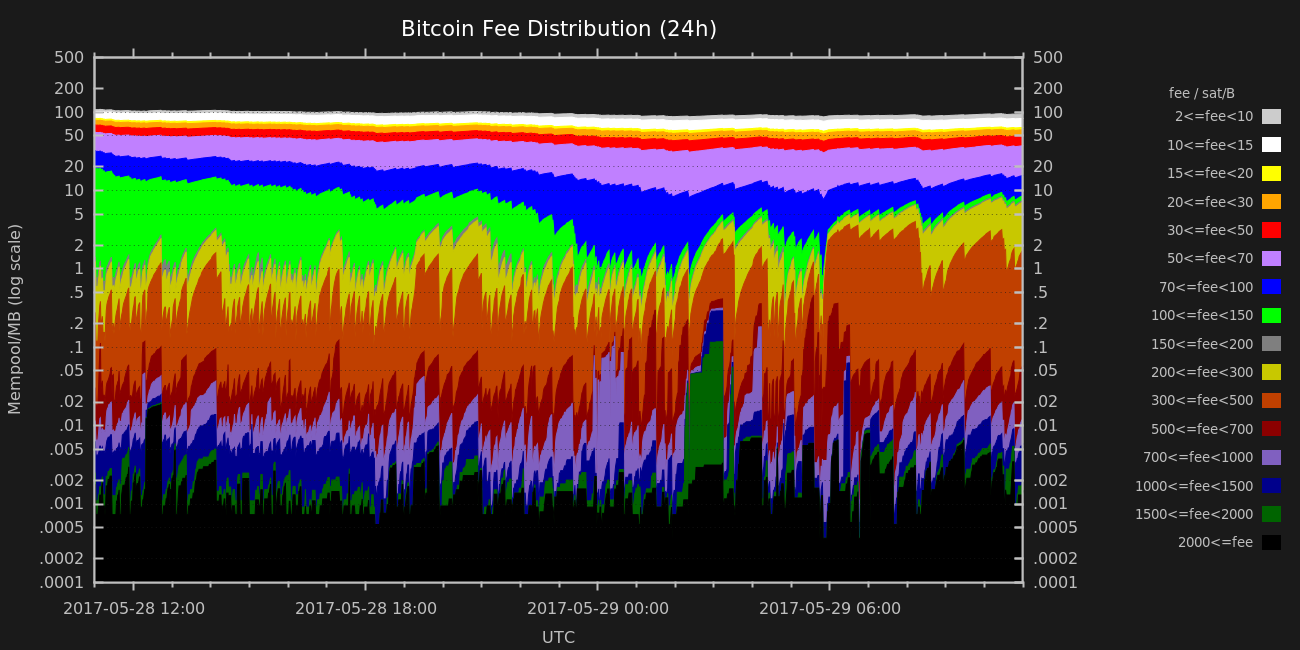 Bitcoin Fee Distribution (24h)
500
200
100
50
20
10
5
2
1
.5
.2
.1
.05
.02
.01
.005
.002
.001
.0005
.0002
.0001
Mempool/MB (log scale)
500
200
100
50
20
10
5
2
1
.5
.2
.1
.05
.02
.01
.005
.002
.001
.0005
.0002
.0001
2017-05-28 12:00
2017-05-28 18:00
2017-05-29 00:00
2017-05-29 06:00
UTC
fee / sat/B
2<=fee<10
10<=fee<15
15<=fee<20
20<=fee<30
30<=fee<50
50<=fee<70
70<=fee<100
100<=fee<150
150<=fee<200
200<=fee<300
300<=fee<500
500<=fee<700
700<=fee<1000
1000<=fee<1500
1500<=fee<2000
2000<=fee